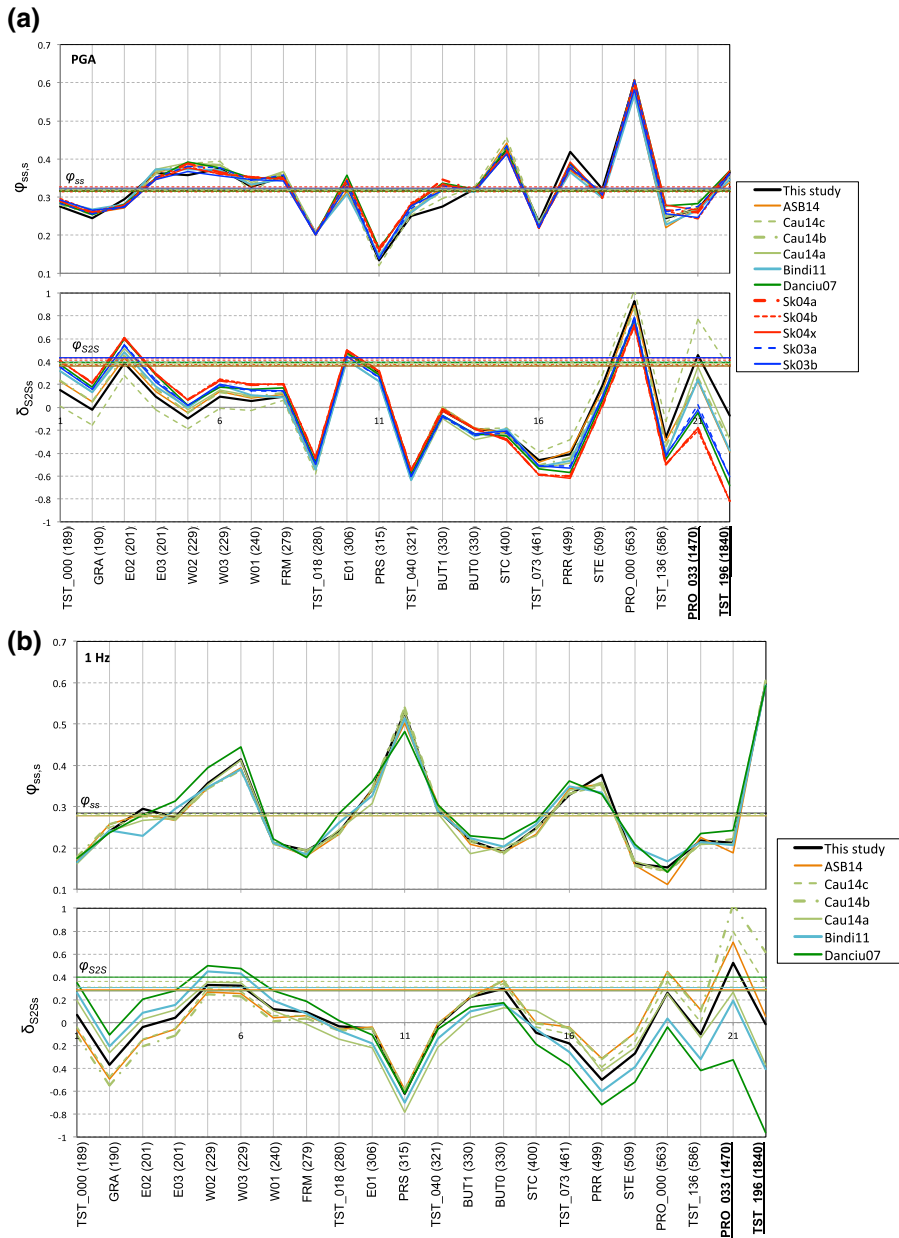 (a)
0.7
PGA
0.6
0.5
φss,s
0.4
φss
0.3
0.2
0.1
This study
ASB14
Cau14c
Cau14b
Cau14a
Bindi11
Danciu07
Sk04a
Sk04b
Sk04x
Sk03a
Sk03b
1
0.8
0.6
φS2S
0.4
0.2
δS2Ss
0
1 6 11 16 21
-0.2
-0.4
-0.6
-0.8
-1
TST_000 (189)
GRA (190)
E02 (201)
E03 (201)
W02 (229)
W03 (229)
W01 (240)
FRM (279)
TST_018 (280)
E01 (306)
PRS (315)
TST_040 (321)
BUT1 (330)
BUT0 (330)
STC (400)
TST_073 (461)
PRR (499)
STE (509)
PRO_000 (563)
TST_136 (586)
PRO_033 (1470)
TST_196 (1840)
(b)
0.7
1 Hz
0.6
0.5
φss,s
0.4
0.3
φss
0.2
0.1
This study
ASB14
Cau14c
Cau14b
Cau14a
Bindi11
Danciu07
1
0.8
0.6
φS2S
0.4
0.2
δS2Ss
0
1 6 11 16 21
-0.2
-0.4
-0.6
-0.8
-1
TST_000 (189)
GRA (190)
E02 (201)
E03 (201)
W02 (229)
W03 (229)
W01 (240)
FRM (279)
TST_018 (280)
E01 (306)
PRS (315)
TST_040 (321)
BUT1 (330)
BUT0 (330)
STC (400)
TST_073 (461)
PRR (499)
STE (509)
PRO_000 (563)
TST_136 (586)
PRO_033 (1470)
TST_196 (1840)